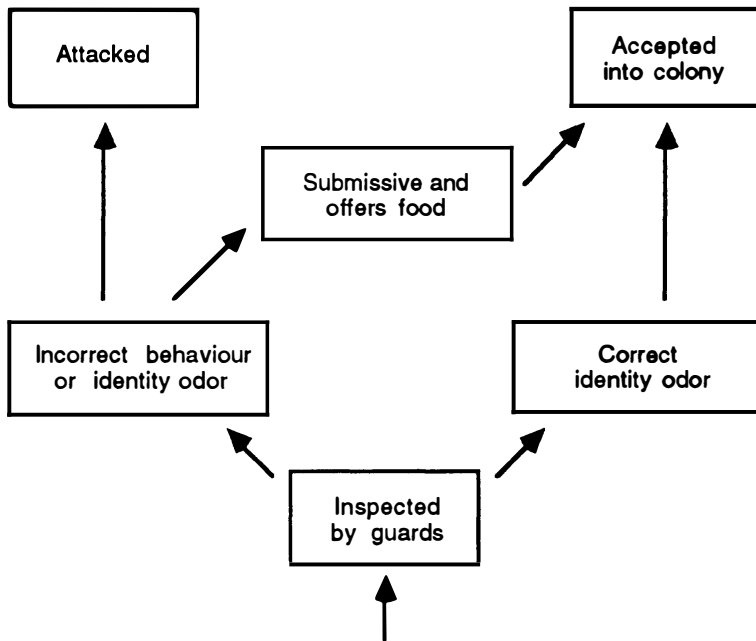 Attacked
Accepted
into colony
Submissive and
offers food
Incorrect behaviour
or identity odor
Correct
identity odor
Inspected
by guards